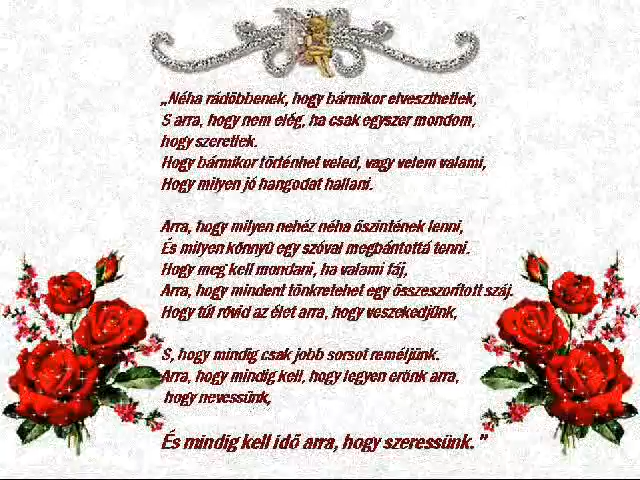 „Néha rádöbbenek, hogy bármikor elveszthetlek,
S arra, hogy nem elég, ha csak egyszer mondom,
hogy szeretlek.
Hogy bármikor történhet veled, vagy velem valami,
Hogy milyen jó hangodat hallani.
Arra, hogy milyen nehéz néha őszintének lenni,
És milyen könnyű egy szóval megbántottá tenni.
Hogy meg kell mondani, ha valami fáj,
Arra, hogy mindent tönkretehet egy összeszorított száj.
Hogy túl rövid az élet arra, hogy veszekedjünk,
S, hogy mindig csak jobb sorsot reméljünk.
Arra, hogy mindig kell, hogy legyen erőnk arra,
hogy nevessünk,
És mindig kell idő arra, hogy szeressünk.”